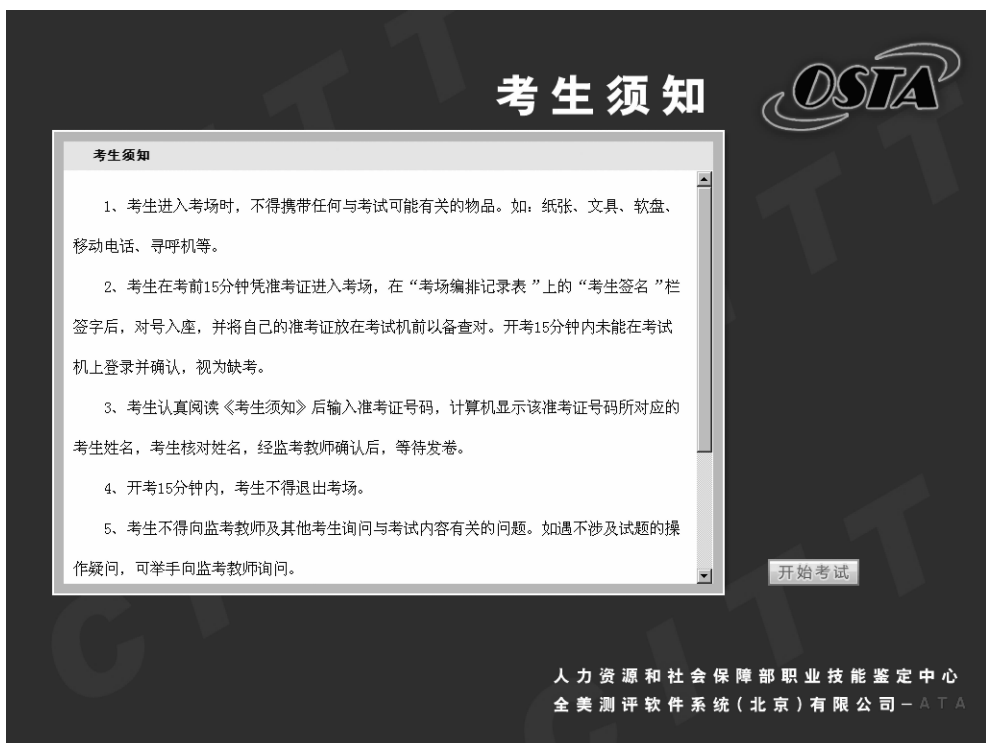 考生须知
OSTA
考生须知
1、考生进入考场时，不得携带任何与考试可能有关的物品。如：纸张、文具、软盘、
移动电话、寻呼机等。
2、考生在考前15分钟凭准考证进入考场，在“考场编排记录表”上的“考生签名”栏
签字后，对号入座，并将自己的准考证放在考试机前以备查对。开考15分钟内未能在考试
机上登录并确认，视为缺考。
3、考生认真阅读《考生须知》后输入准考证号码，计算机显示该准考证号码所对应的
考生姓名，考生核对姓名，经监考教师确认后，等待发卷。
4、开考15分钟内，考生不得退出考场。
5、考生不得向监考教师及其他考生询问与考试内容有关的问题。如遇不涉及试题的操
作疑问，可举手向监考教师询问。
开始考试
人力资源和社会保障部职业技能鉴定中心
全美测评软件系统(北京)有限公司－ATA
CITT
CITT